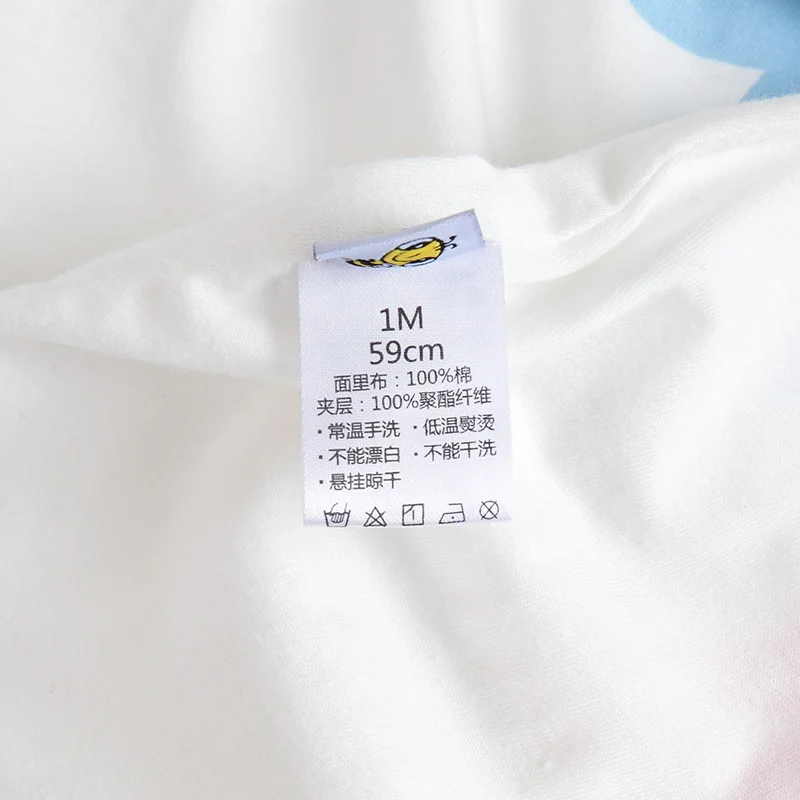 1M
59cm
面里布：100%棉
夹层：100%聚酯纤维
·常温手洗 ·低温熨烫
·不能漂白 ·不能干洗
·悬挂晾干